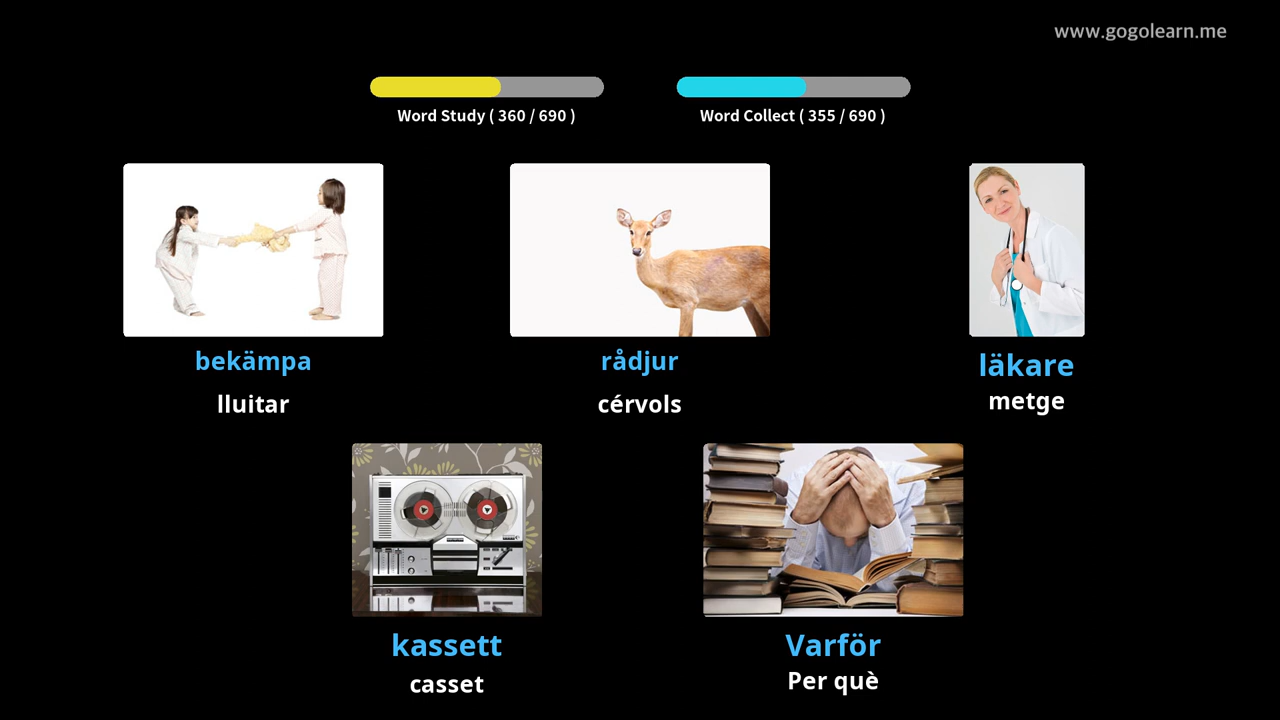 www.gogolearn.me
Word Study ( 360 / 690 )
Word Collect ( 355 / 690 )
bekämpa
lluitar
rådjur
cérvols
läkare
metge
kassett
casset
Varför
Per què